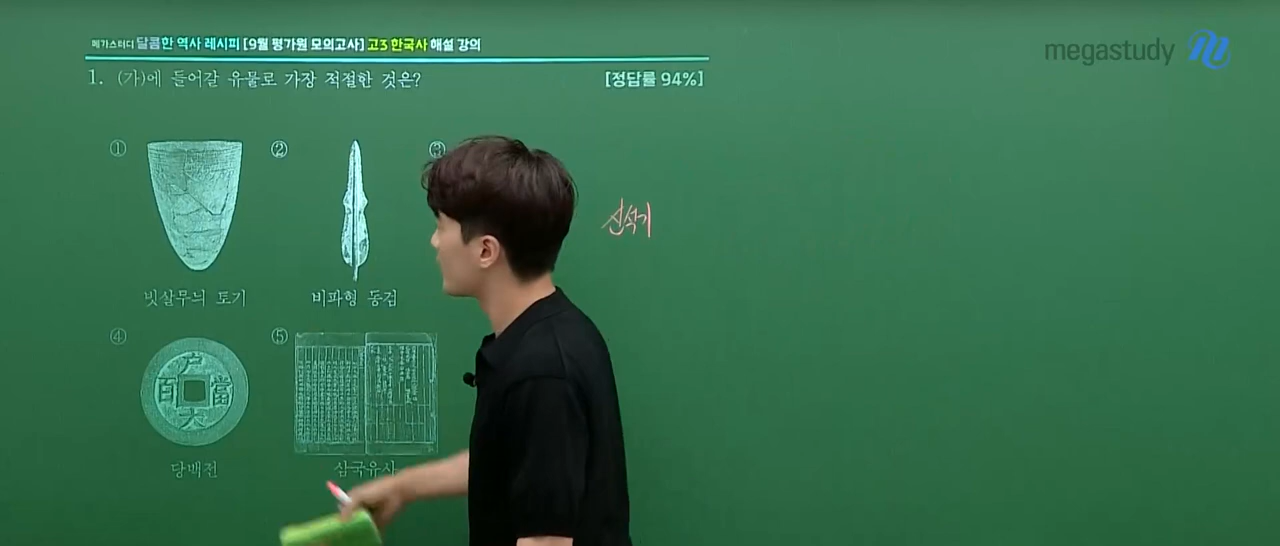 메가스터디 달콤한 역사 레시피 [9월 평가원 모의고사] 고3 한국사 해설 강의
megastudy
1. (가)에 들어갈 유물로 가장 적절한 것은? [정답률 94%]
① ② ③
신석기
빗살무늬 토기 비파형 동검
④ ⑤
戶
百 當
大
당백전 삼국유사